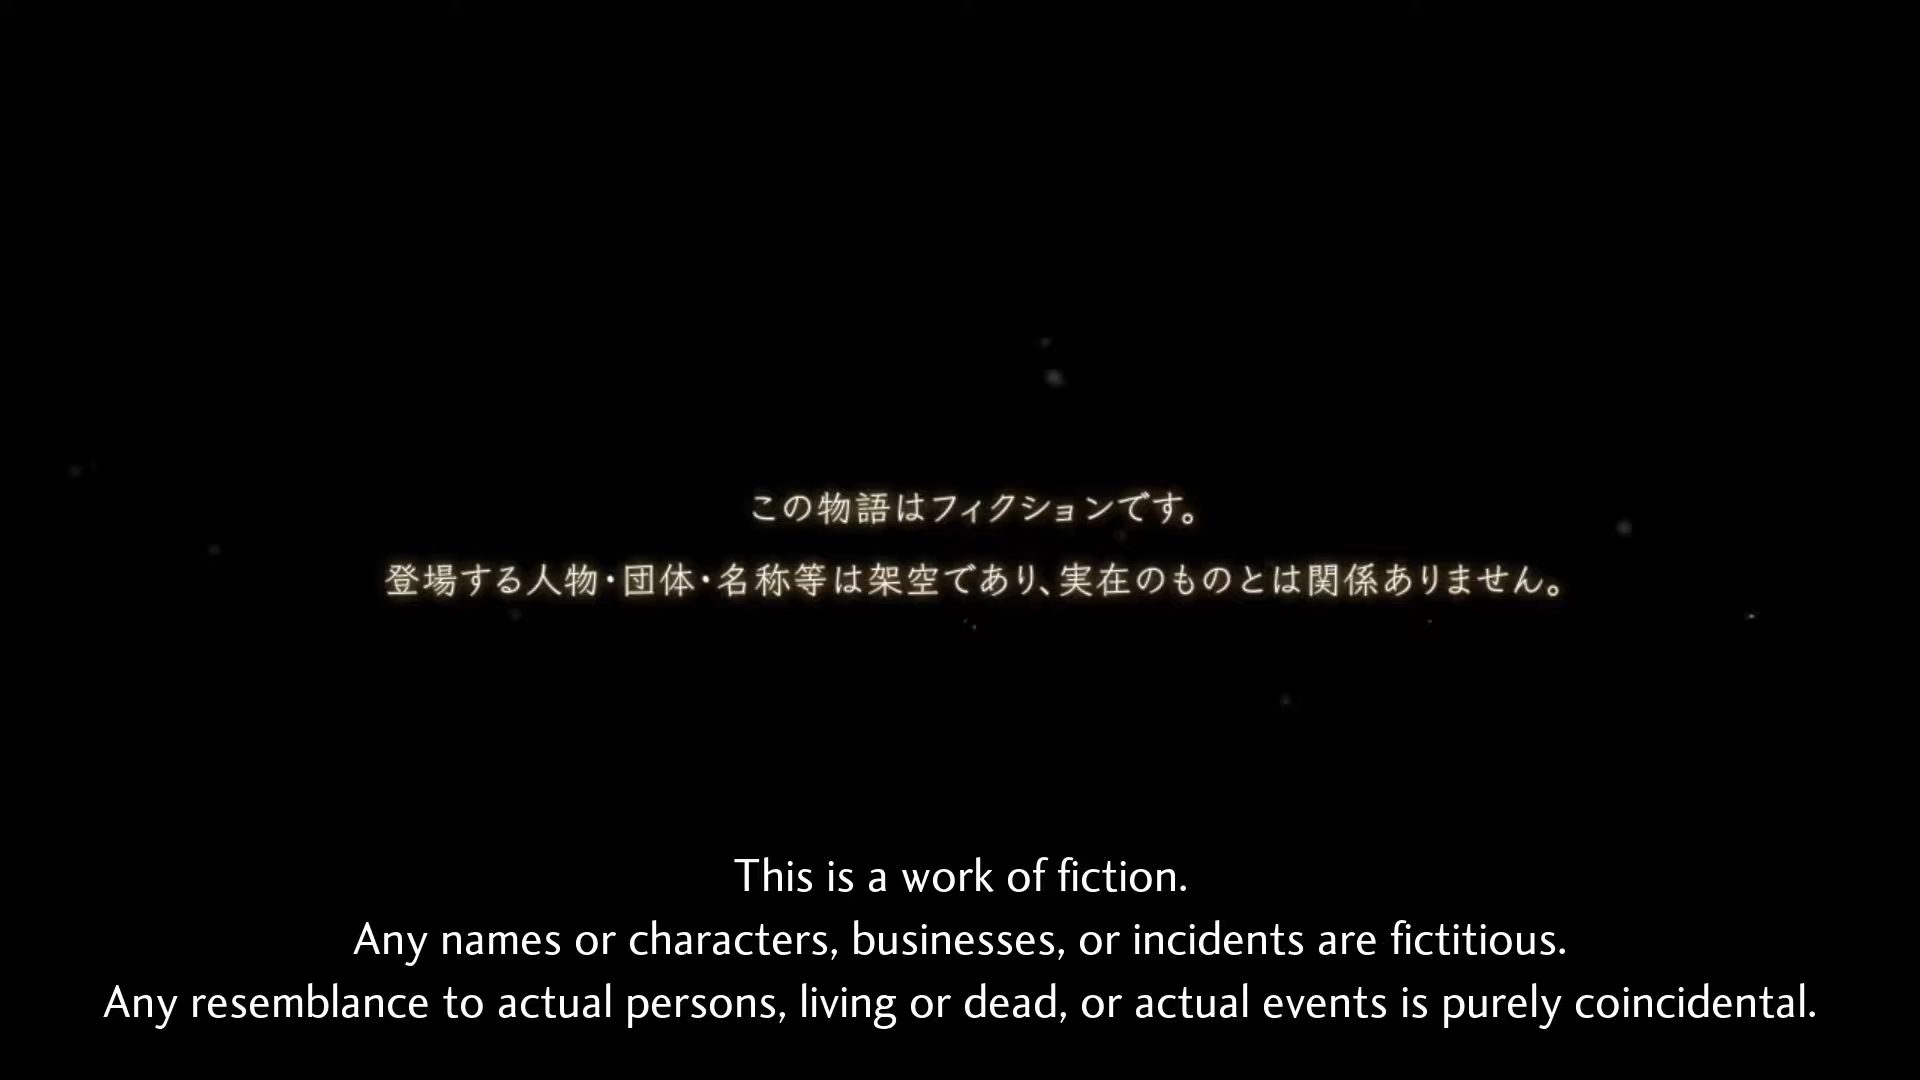 この物語はフィクションです。
登場する人物・団体・名称等は架空であり、実在のものとは関係ありません。
This is a work of fiction.
Any names or characters, businesses, or incidents are fictitious.
Any resemblance to actual persons, living or dead, or actual events is purely coincidental.